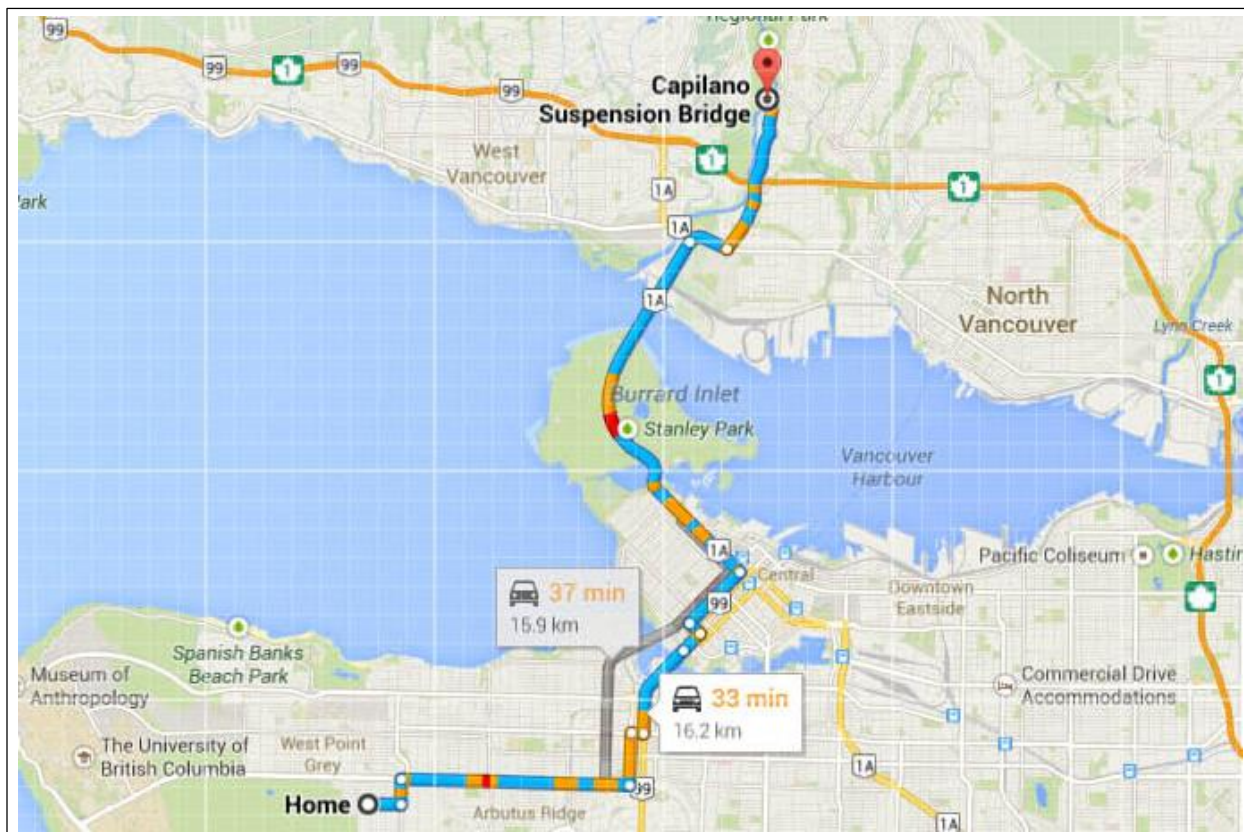 99
Regional Park
99
1
99
99
Capilano
Suspension Bridge
West
Vancouver
1
1
ark
1A
1A
1A
North
Vancouver
Lynn Creek
1
Burrard Inlet
Stanley Park
Vancouver
Harbour
1A
Pacific Coliseum
Hastin
Central
37 min
15.9 km
99
Downtown
Eastside
Spanish Banks
Beach Park
Museum of
Anthropology
Commercial Drive
Accommodations
33 min
16.2 km
The University of
British Columbia
West Point
Grey
1A
99
Home
Arbutus Ridge
1A